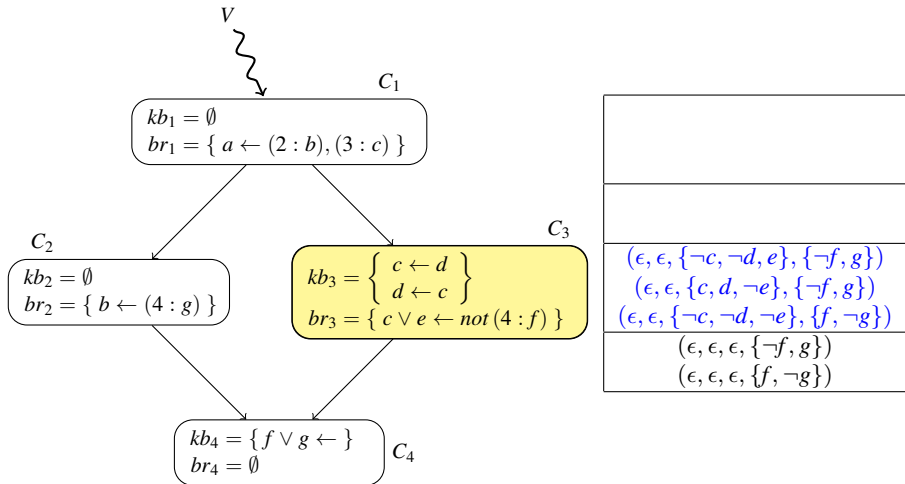 V
C₁
kb₁ = ∅
br₁ = { a ← (2 : b), (3 : c) }
C₂
kb₂ = ∅
br₂ = { b ← (4 : g) }
C₃
kb₃ = { c ← d
d ← c }
br₃ = { c ∨ e ← not (4 : f) }
C₄
kb₄ = { f ∨ g ← }
br₄ = ∅
(ϵ, ϵ, {¬c, ¬d, e}, {¬f, g})
(ϵ, ϵ, {c, d, ¬e}, {¬f, g})
(ϵ, ϵ, {¬c, ¬d, ¬e}, {f, ¬g})
(ϵ, ϵ, ϵ, {¬f, g})
(ϵ, ϵ, ϵ, {f, ¬g})